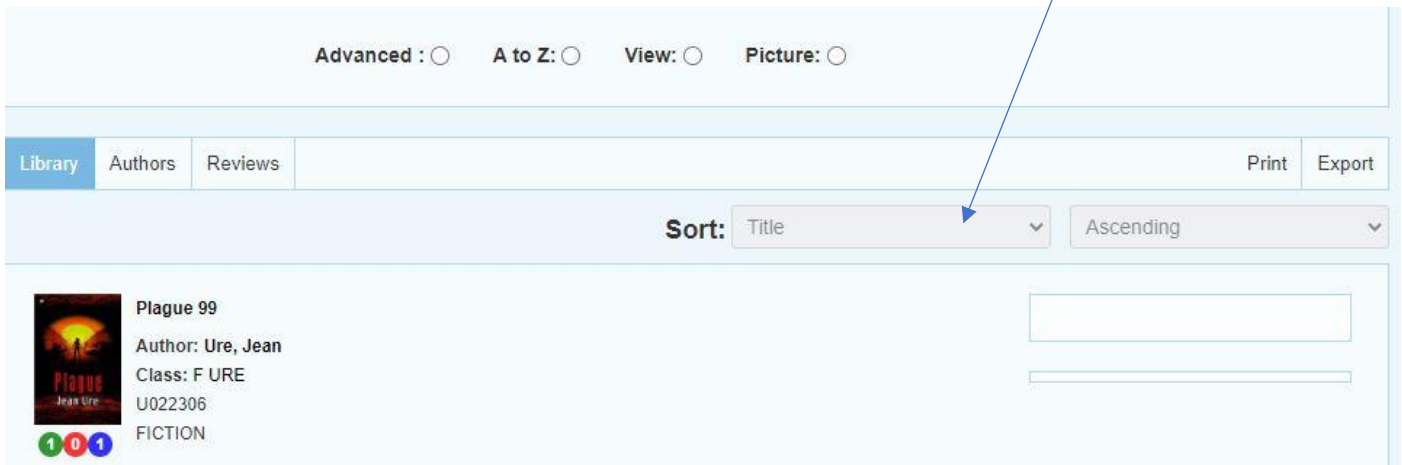 Advanced : A to Z: View: Picture:
Library Authors Reviews Print Export
Sort: Title Ascending
Plague 99
Author: Ure, Jean
Class: F URE
U022306
FICTION
Plague
Jean Ure
1 0 1